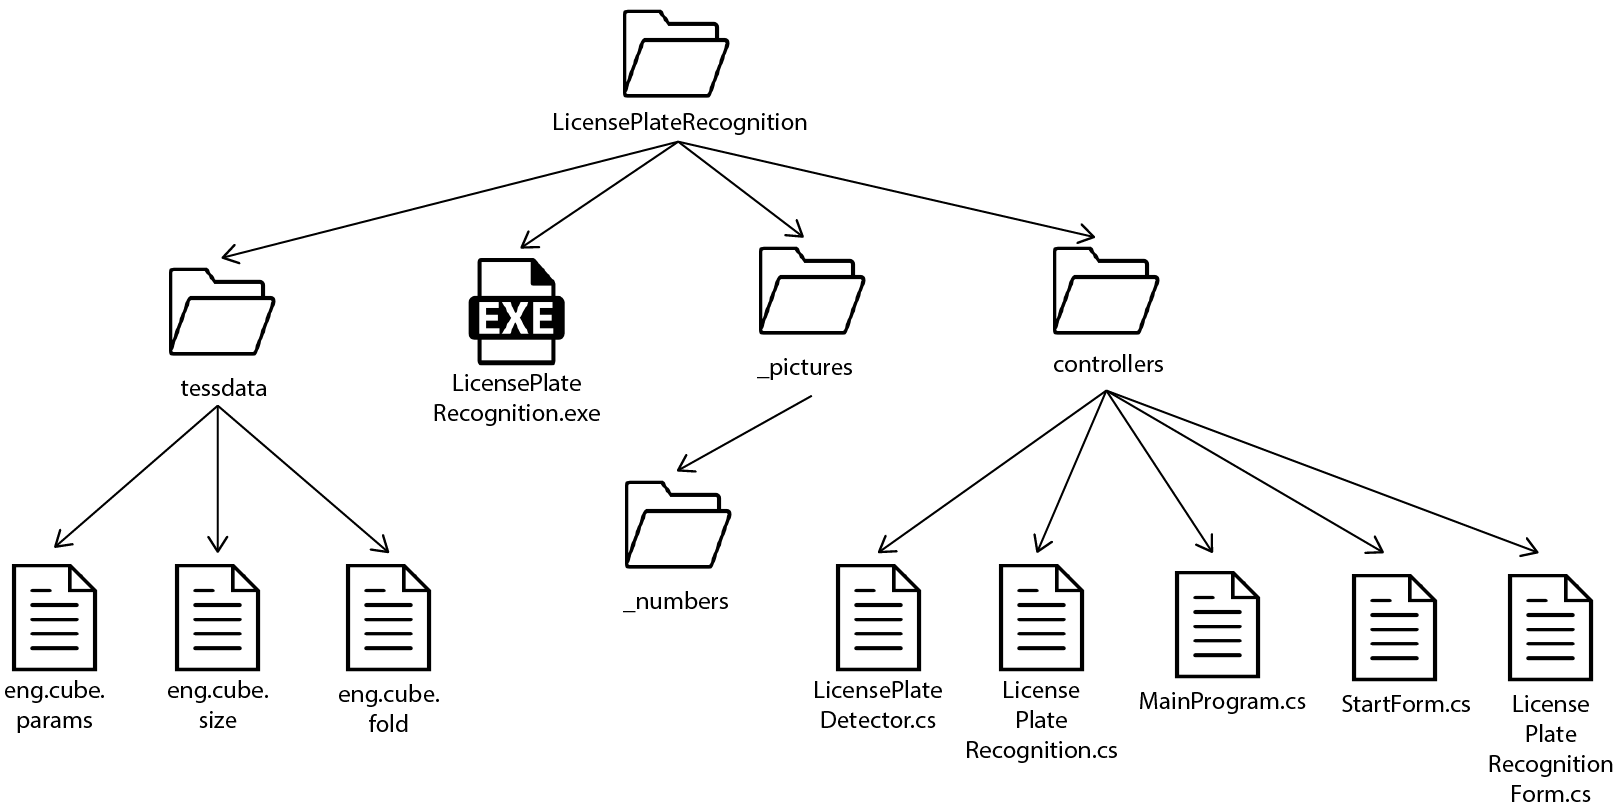 LicensePlateRecognition
EXE
tessdata
LicensePlate
Recognition.exe
_pictures
controllers
_numbers
eng.cube.
params
eng.cube.
size
eng.cube.
fold
LicensePlate
Detector.cs
License
Plate
Recognition.cs
MainProgram.cs
StartForm.cs
License
Plate
Recognition
Form.cs